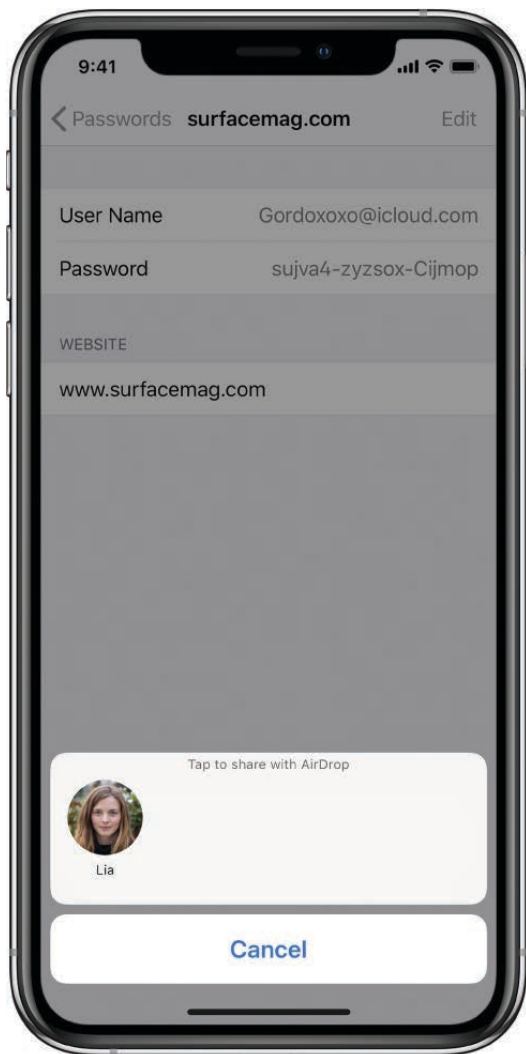 9:41
Passwords surfacemag.com Edit
User Name Gordoxoxo@icloud.com
Password sujva4-zyzsox-Cijmop
WEBSITE
www.surfacemag.com
Tap to share with AirDrop
Lia
Cancel